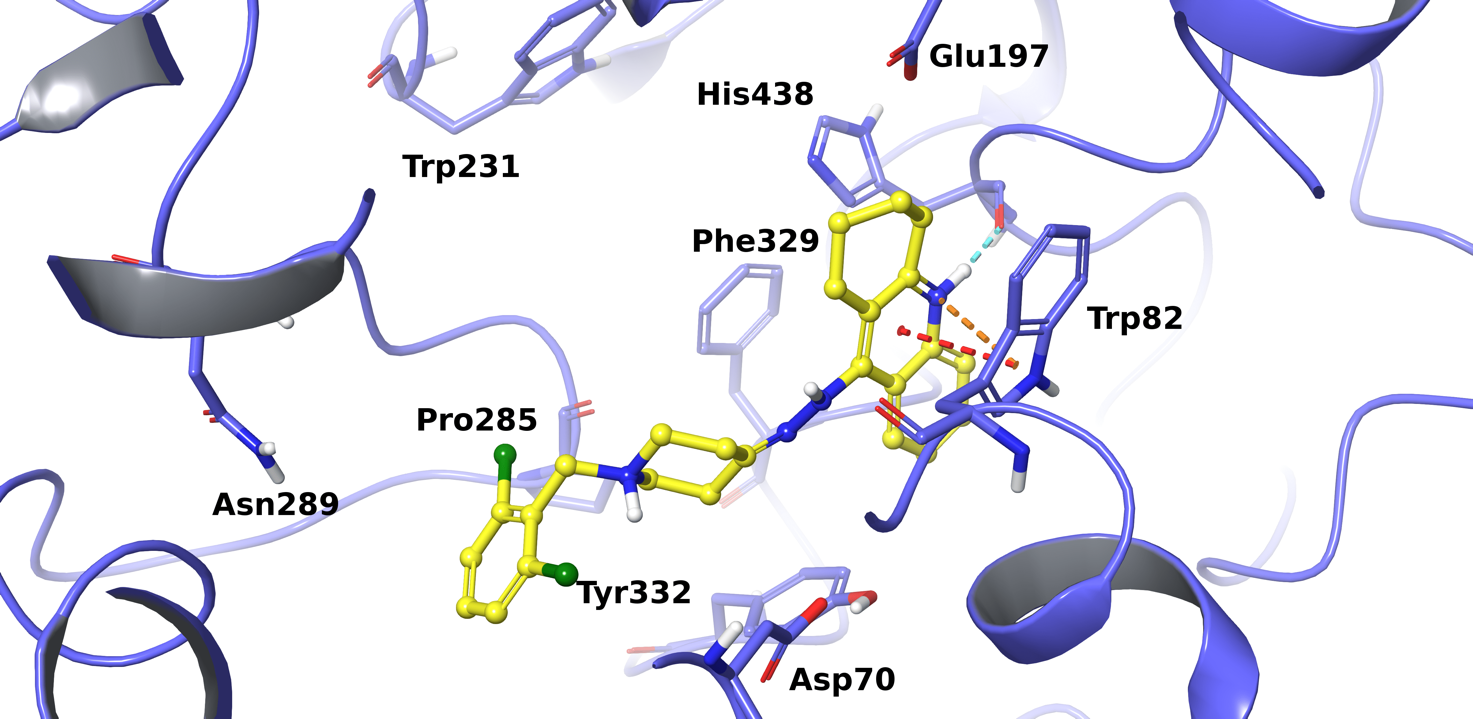 Glu197
His438
Trp231
Phe329
Trp82
Pro285
Asn289
Tyr332
Asp70